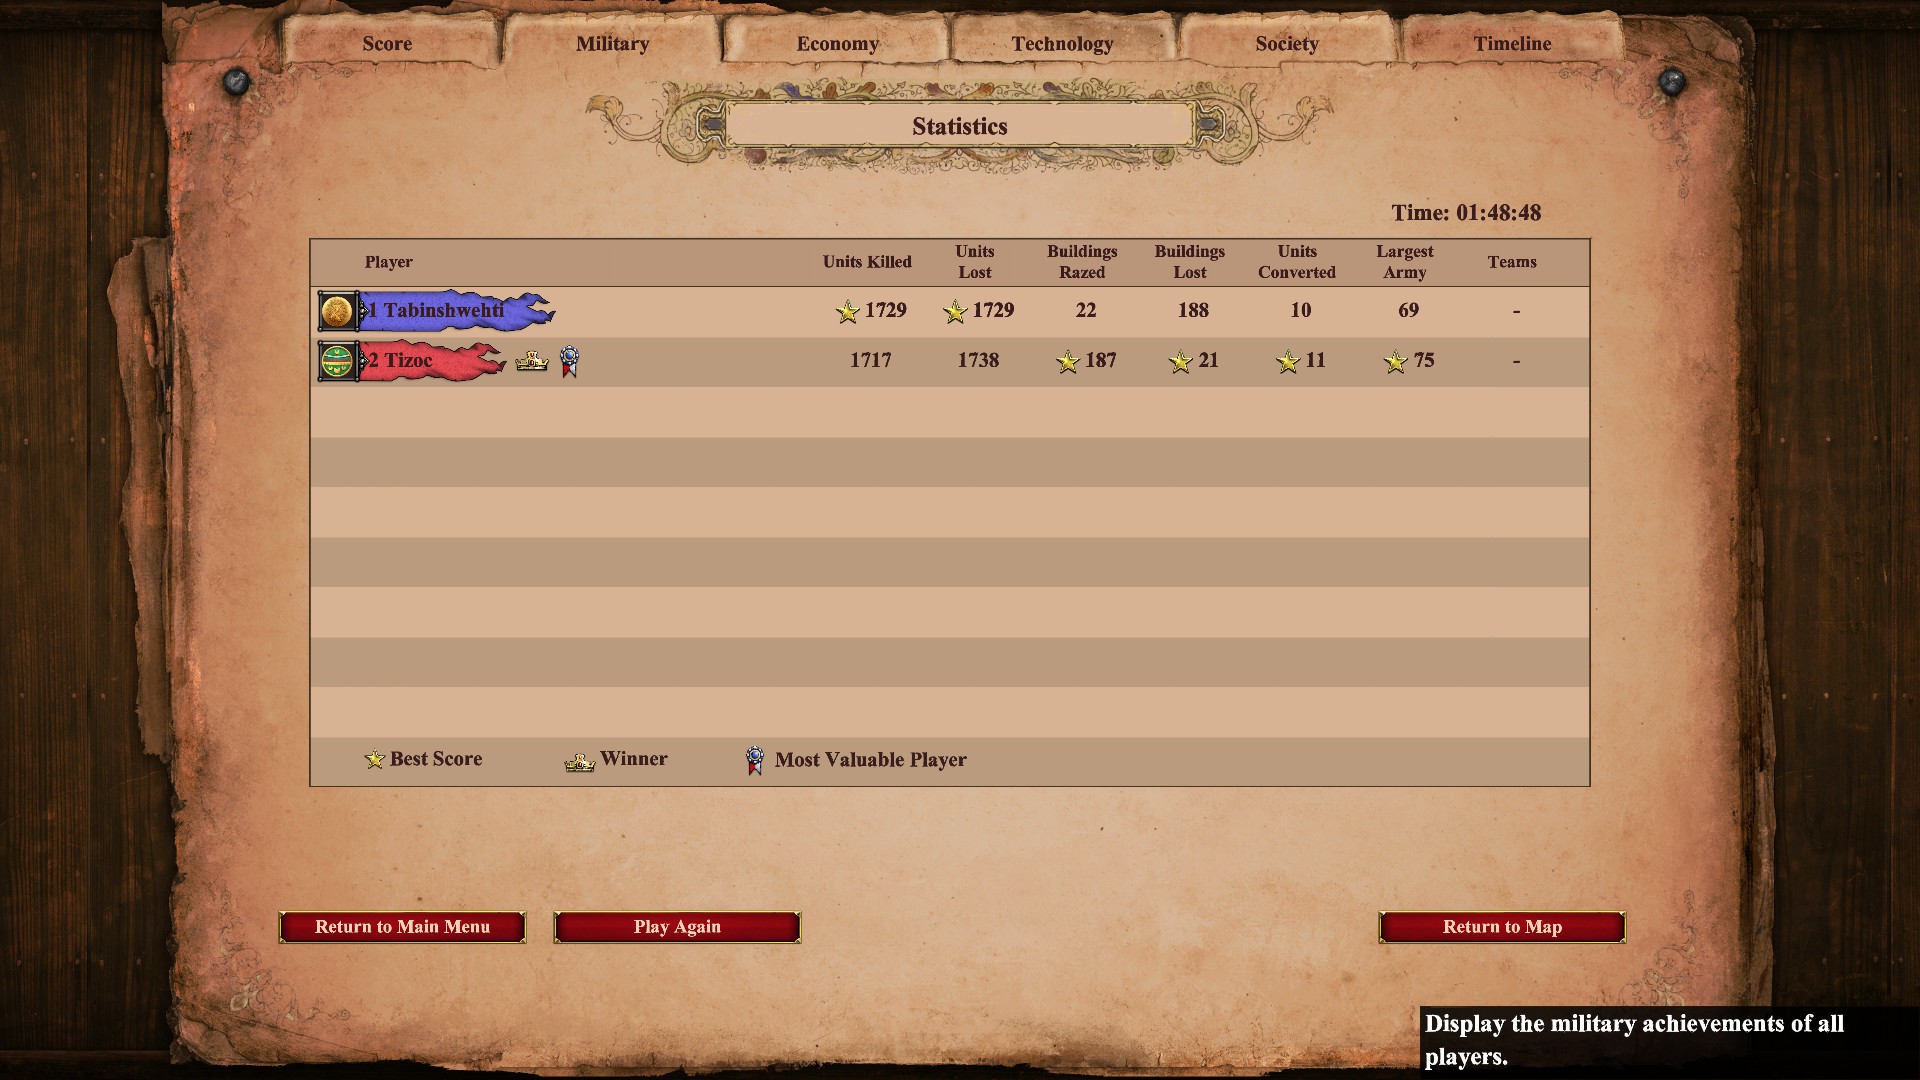 Score Military Economy Technology Society Timeline
Statistics
Time: 01:48:48
Player Units Killed Units Lost Buildings Razed Buildings Lost Units Converted Largest Army Teams
1 Tabinshwehti 1729 1729 22 188 10 69 -
2 Tizoc 1717 1738 187 21 11 75 -
Best Score Winner Most Valuable Player
Return to Main Menu Play Again Return to Map
Display the military achievements of all
players.